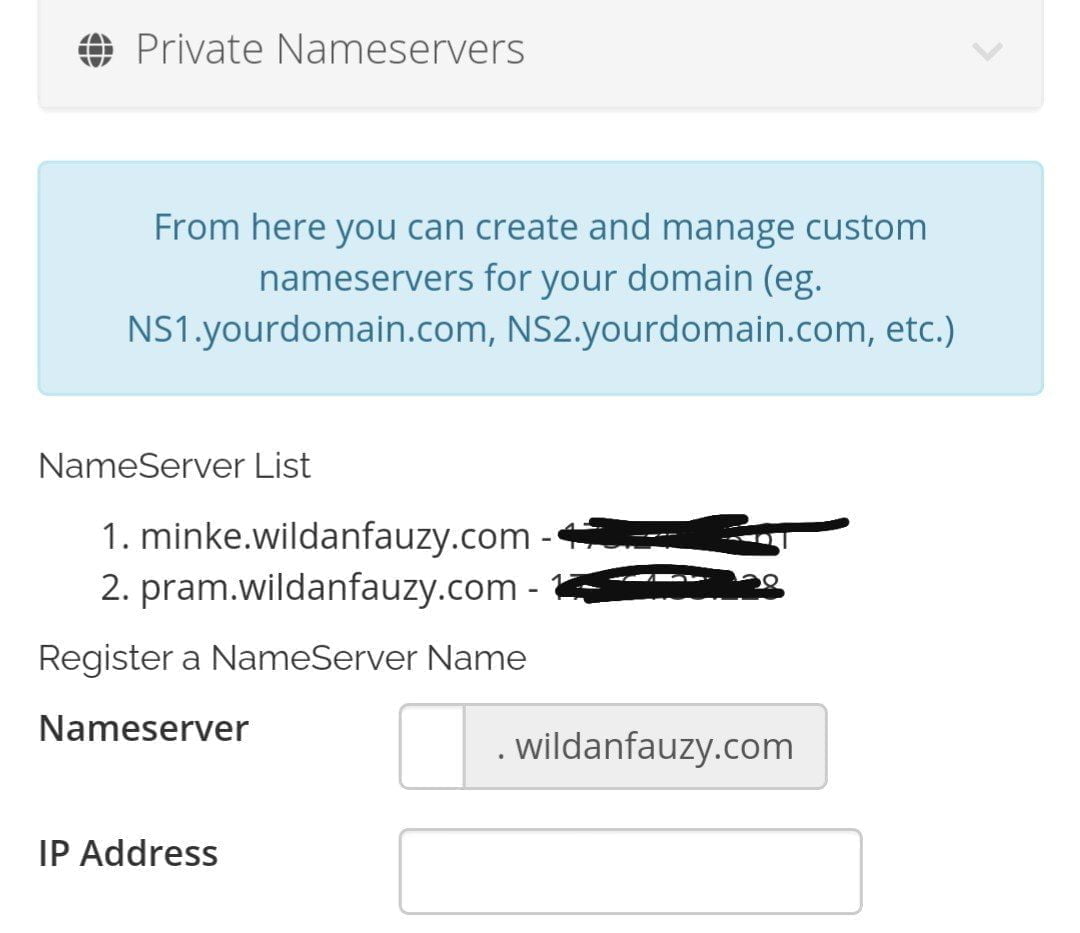 Private Nameservers
From here you can create and manage custom
nameservers for your domain (eg.
NS1.yourdomain.com, NS2.yourdomain.com, etc.)
NameServer List
1. minke.wildanfauzy.com -
2. pram.wildanfauzy.com -
Register a NameServer Name
Nameserver
. wildanfauzy.com
IP Address